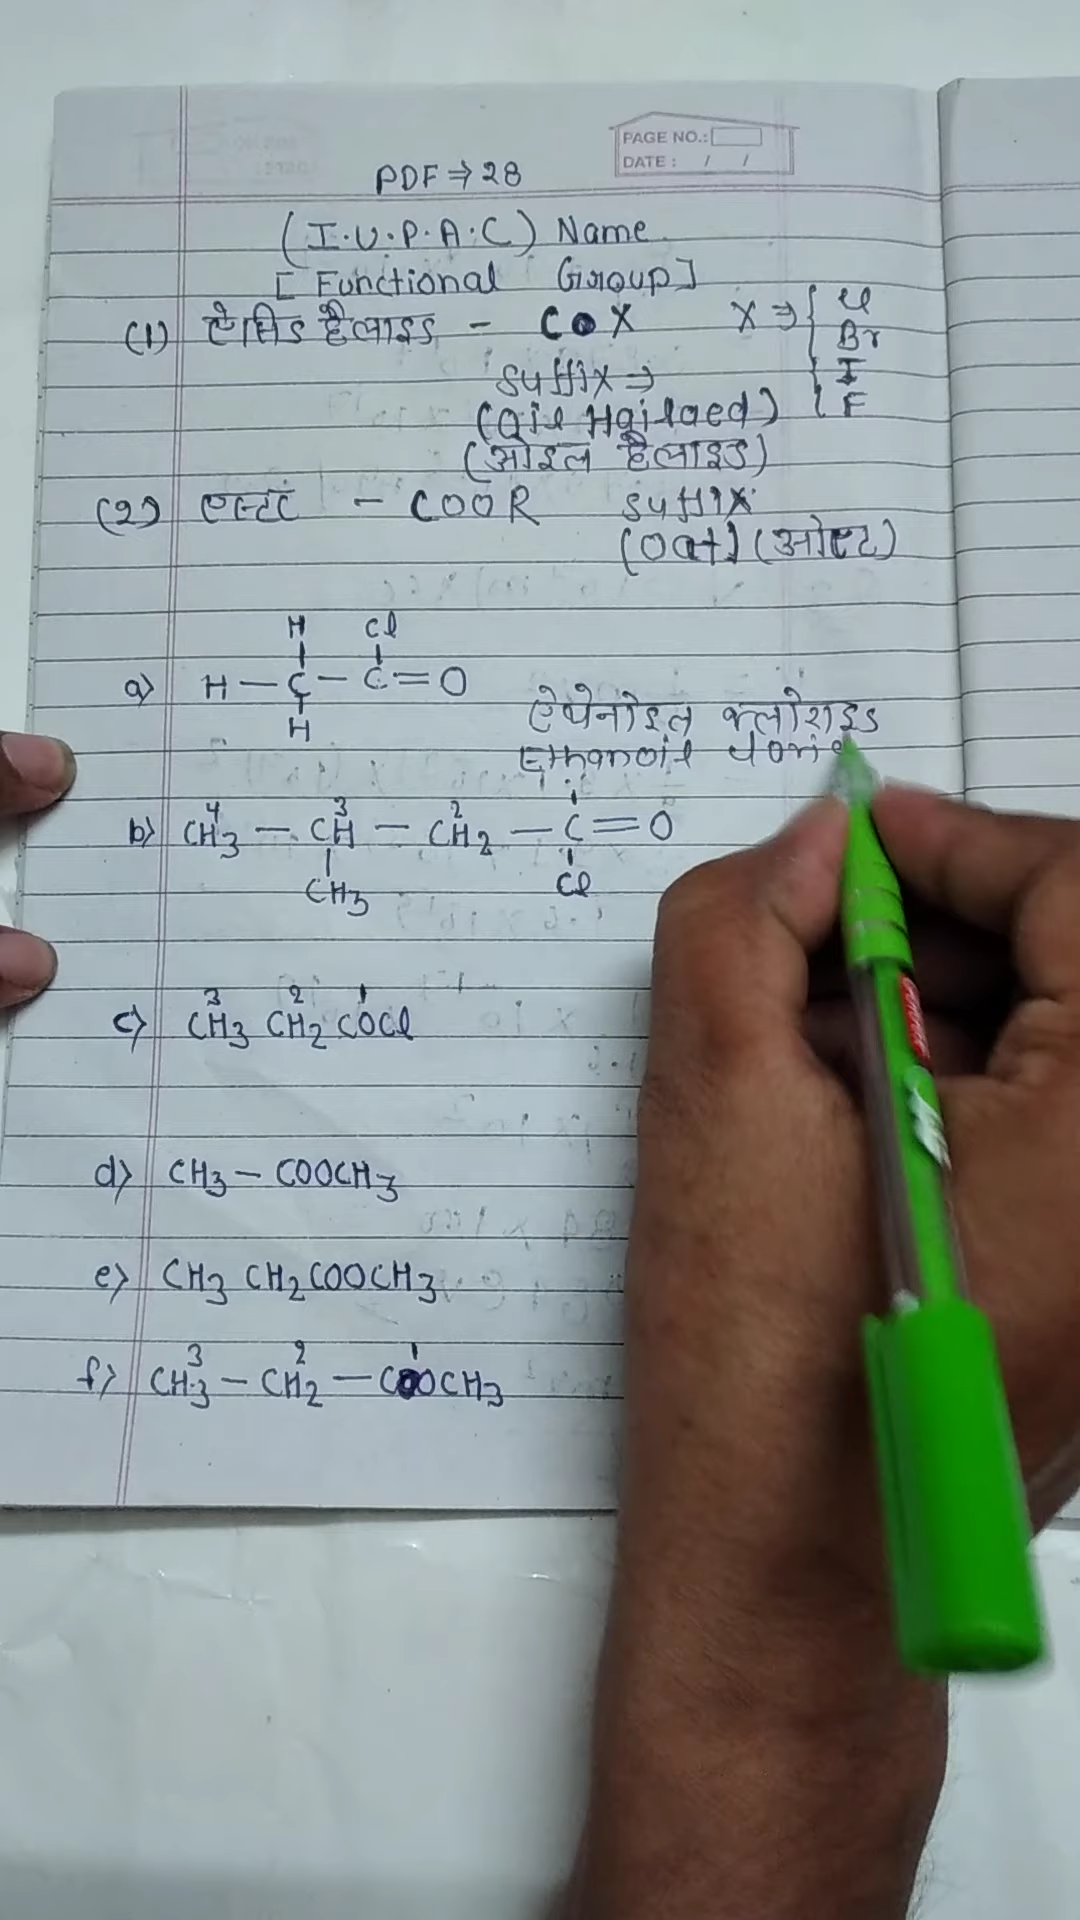 PAGE NO.:
DATE : / /
PDF ⇒ 28
(I.U.P.A.C) Name
[Functional Group]
(1) ऐसिड हैलाइड - COX X ⇒ { Cl
Br
I
F
Suffix ⇒
(Oil Hailaed)
(ओइल हैलाइड)
(2) एस्टर - COOR Suffix
(Oat) (ओएट)
H Cl
a) H — C — C = O
H
ऐथेनोइल क्लोराइड
Ethanoil
4 3 2 1
b) CH3 — CH — CH2 — C = O
CH3 Cl
3 2 1
c) CH3 CH2 COCl
d) CH3 — COOCH3
e) CH3 CH2COOCH3
3 2 1
f) CH3 — CH2 — COOCH3